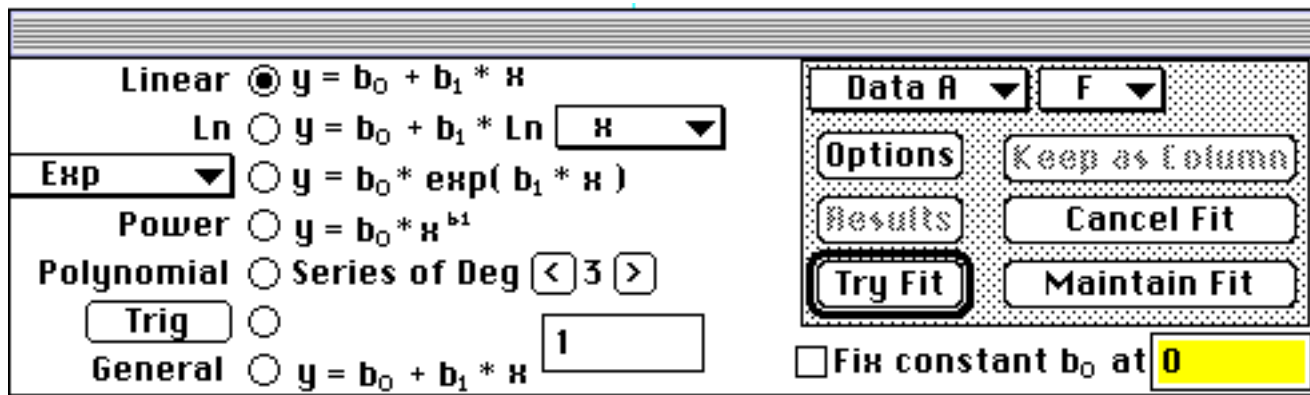 Linear y = b₀ + b₁ * x
Ln y = b₀ + b₁ * Ln x
Exp y = b₀ * exp( b₁ * x )
Power y = b₀ * x^b1
Polynomial Series of Deg < 3 >
Trig
1
General y = b₀ + b₁ * x
Data A F
Options Keep as Column
Results Cancel Fit
Try Fit Maintain Fit
Fix constant b₀ at 0